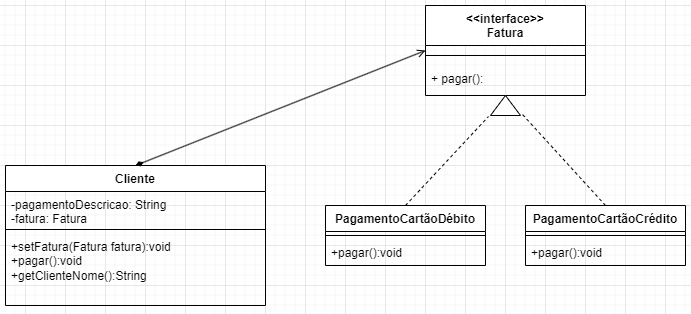 <<interface>>
Fatura
+ pagar():
Cliente
-pagamentoDescricao: String
-fatura: Fatura
+setFatura(Fatura fatura):void
+pagar():void
+getClienteNome():String
PagamentoCartãoDébito
+pagar():void
PagamentoCartãoCrédito
+pagar():void